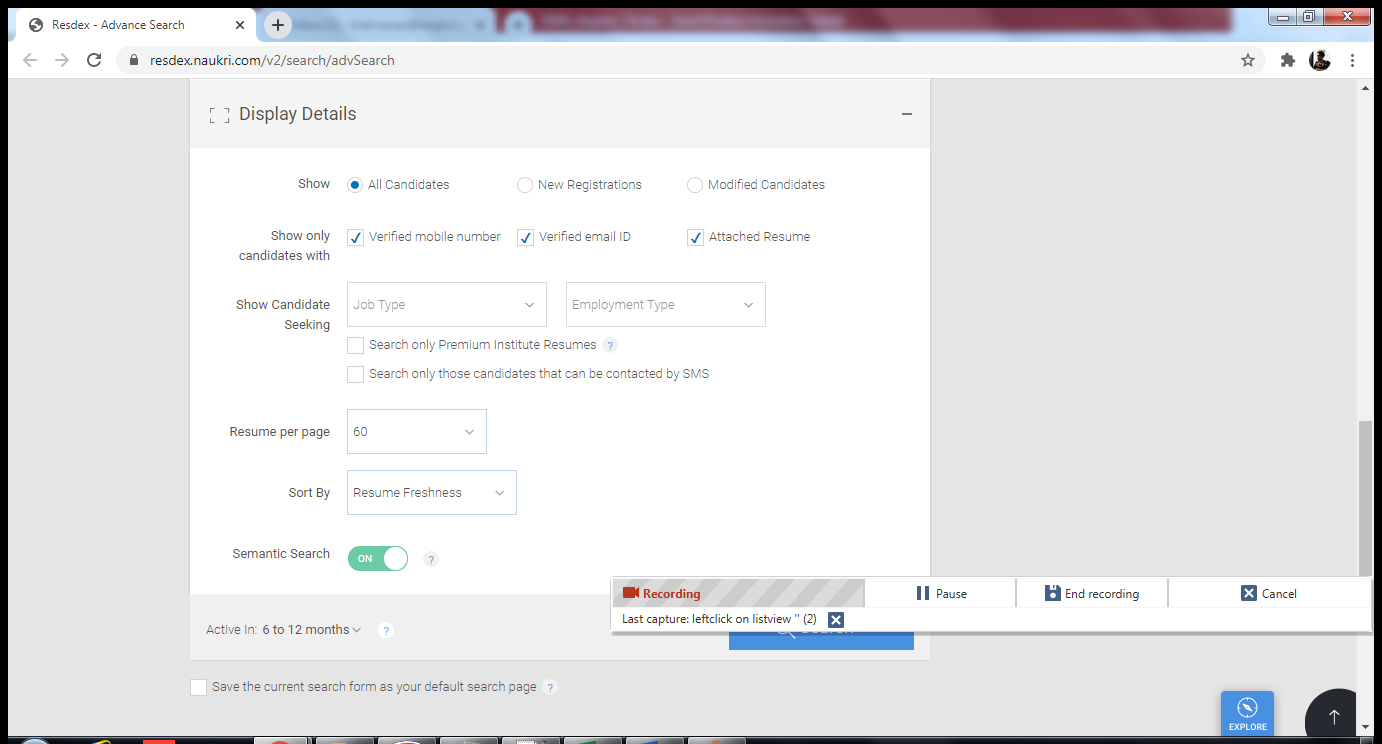 Resdex - Advance Search
resdex.naukri.com/v2/search/advSearch
Display Details
Show All Candidates New Registrations Modified Candidates
Show only candidates with Verified mobile number Verified email ID Attached Resume
Show Candidate Seeking Job Type Employment Type
Search only Premium Institute Resumes ?
Search only those candidates that can be contacted by SMS
Resume per page 60
Sort By Resume Freshness
Semantic Search ON ?
Recording Pause End recording Cancel
Last capture: leftclick on listview '' (2)
Active In: 6 to 12 months ?
Save the current search form as your default search page ?
EXPLORE